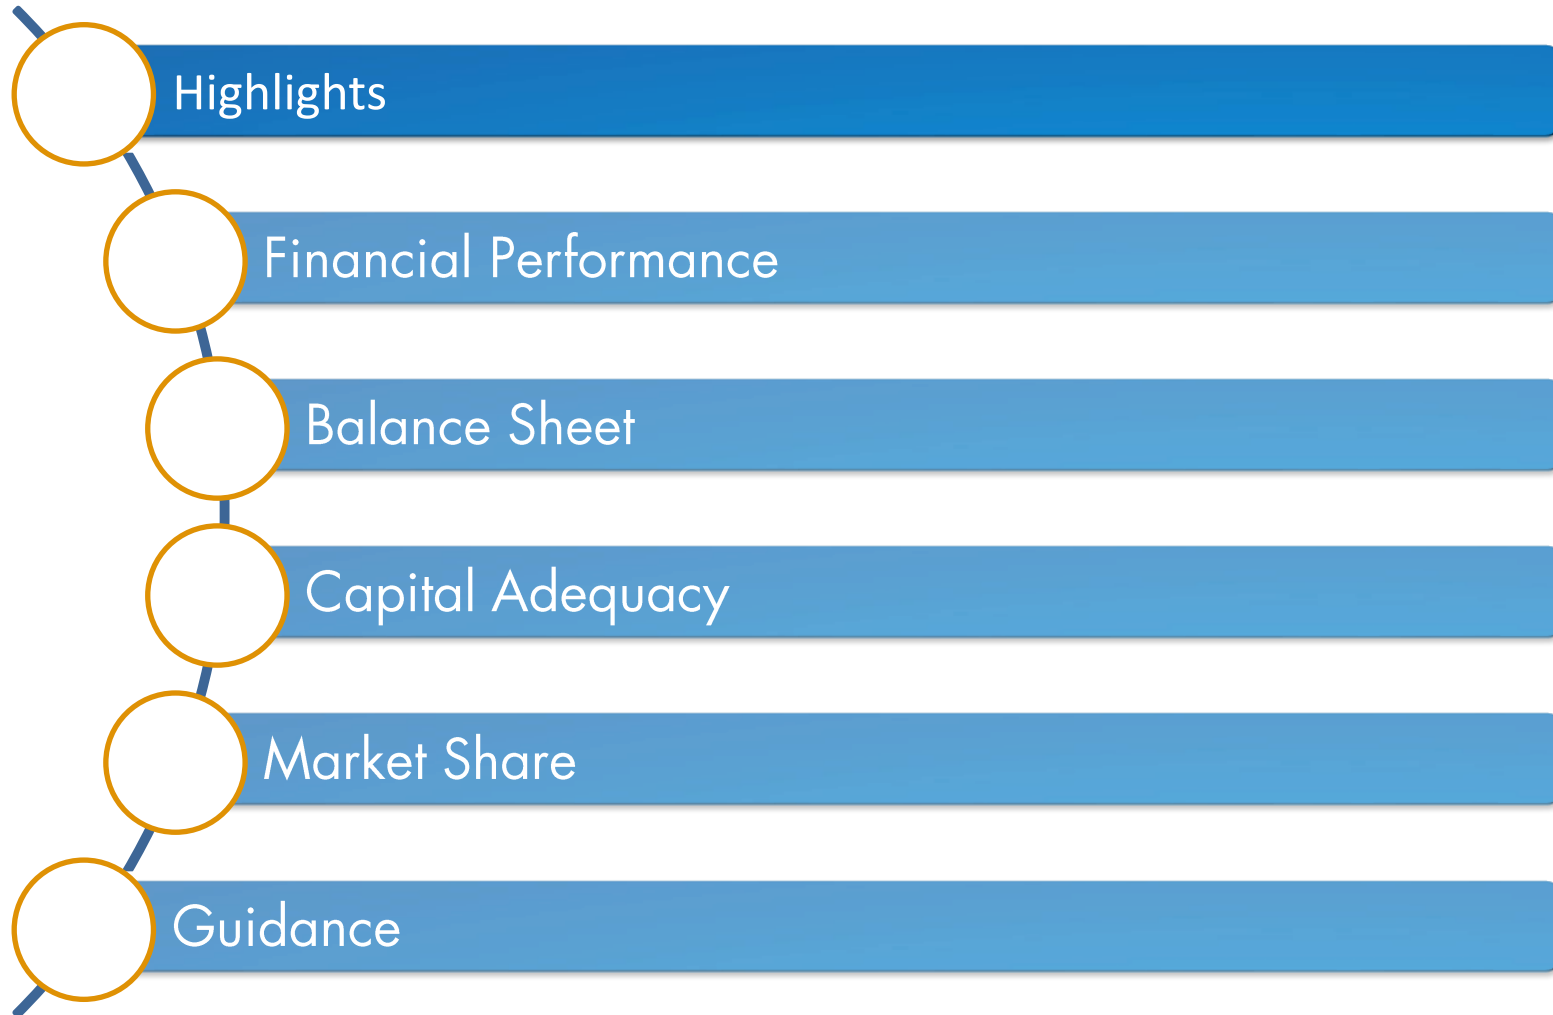 Highlights
Financial Performance
Balance Sheet
Capital Adequacy
Market Share
Guidance